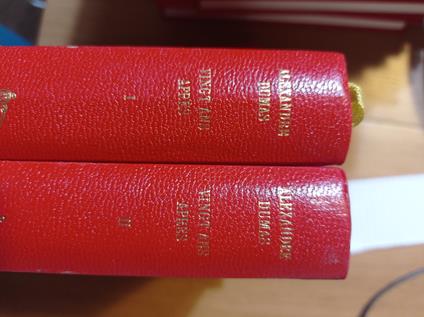 ALEXANDRE
DUMAS
VINGT ANS
APRÈS
I
ALEXANDRE
DUMAS
VINGT ANS
APRÈS
II